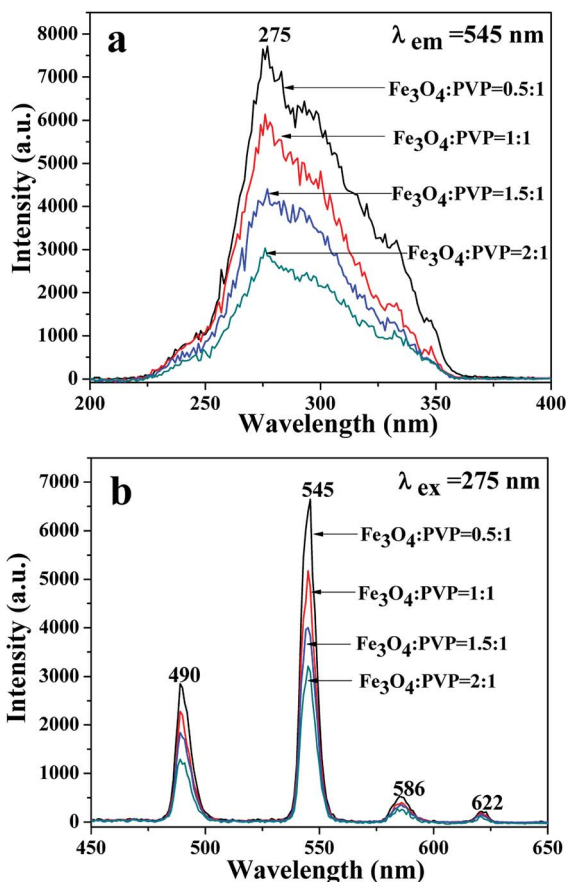 a
275
λ em =545 nm
Fe3O4:PVP=0.5:1
Fe3O4:PVP=1:1
Fe3O4:PVP=1.5:1
Fe3O4:PVP=2:1
Intensity (a.u.)
8000
7000
6000
5000
4000
3000
2000
1000
0
200 250 300 350 400
Wavelength (nm)
b
545
λ ex =275 nm
Fe3O4:PVP=0.5:1
Fe3O4:PVP=1:1
Fe3O4:PVP=1.5:1
Fe3O4:PVP=2:1
490
586
622
Intensity (a.u.)
7000
6000
5000
4000
3000
2000
1000
0
450 500 550 600 650
Wavelength (nm)